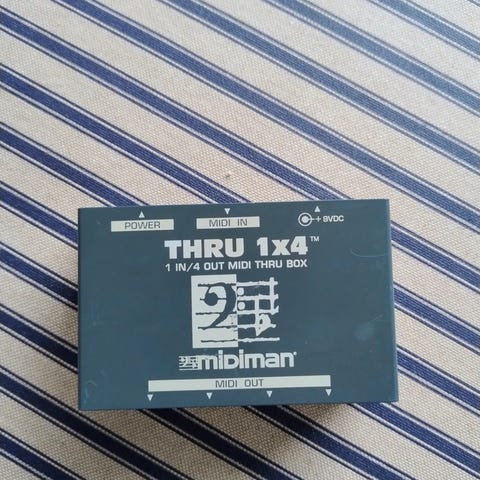 POWER MIDI IN + 9VDC
THRU 1x4™
1 IN/4 OUT MIDI THRU BOX
miDiMAN®
MIDI OUT